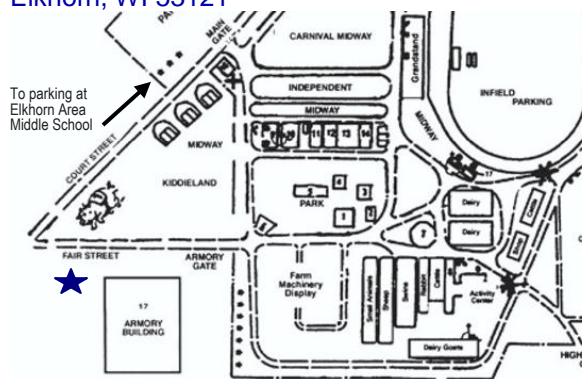 Elkhorn, WI 53121
MAIN
GATE
CARNIVAL MIDWAY
Grandstand
To parking at
Elkhorn Area
Middle School
INDEPENDENT
INFIELD
PARKING
MIDWAY
COURT STREET
MIDWAY
MIDWAY
11
12
13
14
KIDDIELAND
PARK
4
3
1
2
17
Dairy
Dairy
Cattle
7
FAIR STREET
ARMORY
GATE
Farm
Machinery
Display
Small Animals
Sheep
Swine
Rabbit
Cattle
Activity
Center
Dairy Goats
17
ARMORY
BUILDING
HIGH